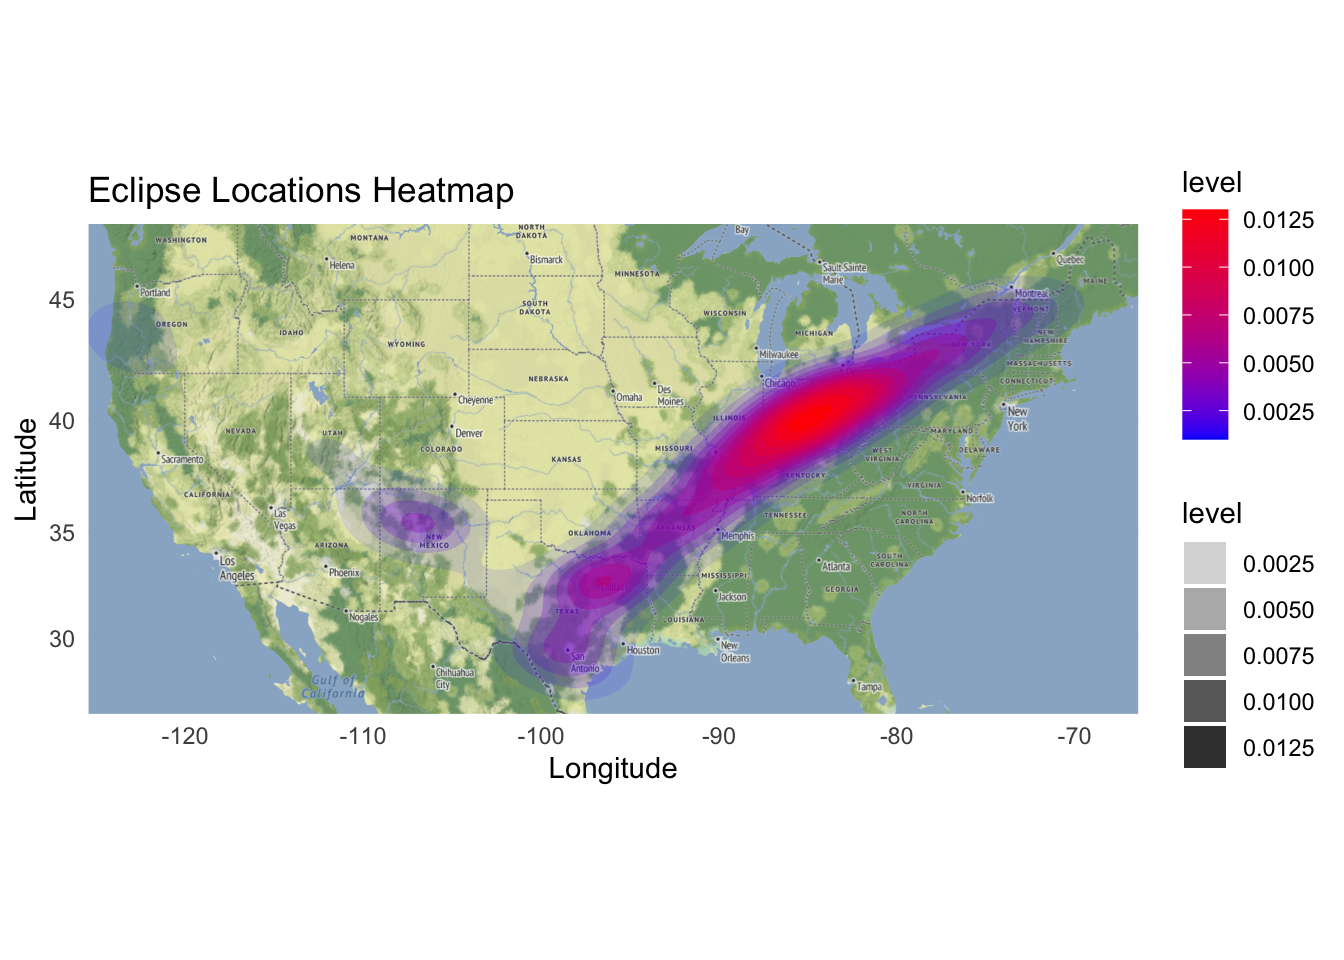 Eclipse Locations Heatmap
level
0.0125
0.0100
0.0075
0.0050
0.0025
level
0.0025
0.0050
0.0075
0.0100
0.0125
Latitude
45
40
35
30
-120
-110
-100
-90
-80
-70
Longitude
WASHINGTON
MONTANA
NORTH
DAKOTA
Bay
Helena
Bismarck
MINNESOTA
Sault-Sainte
Marie
Quebec
MAINE
Portland
Montreal
OREGON
IDAHO
SOUTH
DAKOTA
WISCONSIN
MICHIGAN
VERMONT
NEW
HAMPSHIRE
WYOMING
Milwaukee
NEW YORK
MASSACHUSETTS
NEBRASKA
Chicago
CONNECTICUT
Cheyenne
Omaha
Des
Moines
PENNSYLVANIA
New
York
NEVADA
UTAH
Denver
COLORADO
ILLINOIS
MARYLAND
Sacramento
KANSAS
MISSOURI
WEST
VIRGINIA
DELAWARE
CALIFORNIA
KENTUCKY
VIRGINIA
Norfolk
Las
Vegas
NEW
MEXICO
OKLAHOMA
ARKANSAS
TENNESSEE
NORTH
CAROLINA
ARIZONA
Memphis
Los
Angeles
Phoenix
Dallas
MISSISSIPPI
Atlanta
SOUTH
CAROLINA
Nogales
TEXAS
Jackson
GEORGIA
LOUISIANA
San
Antonio
Houston
New
Orleans
Chihuahua
City
Gulf of
California
Tampa